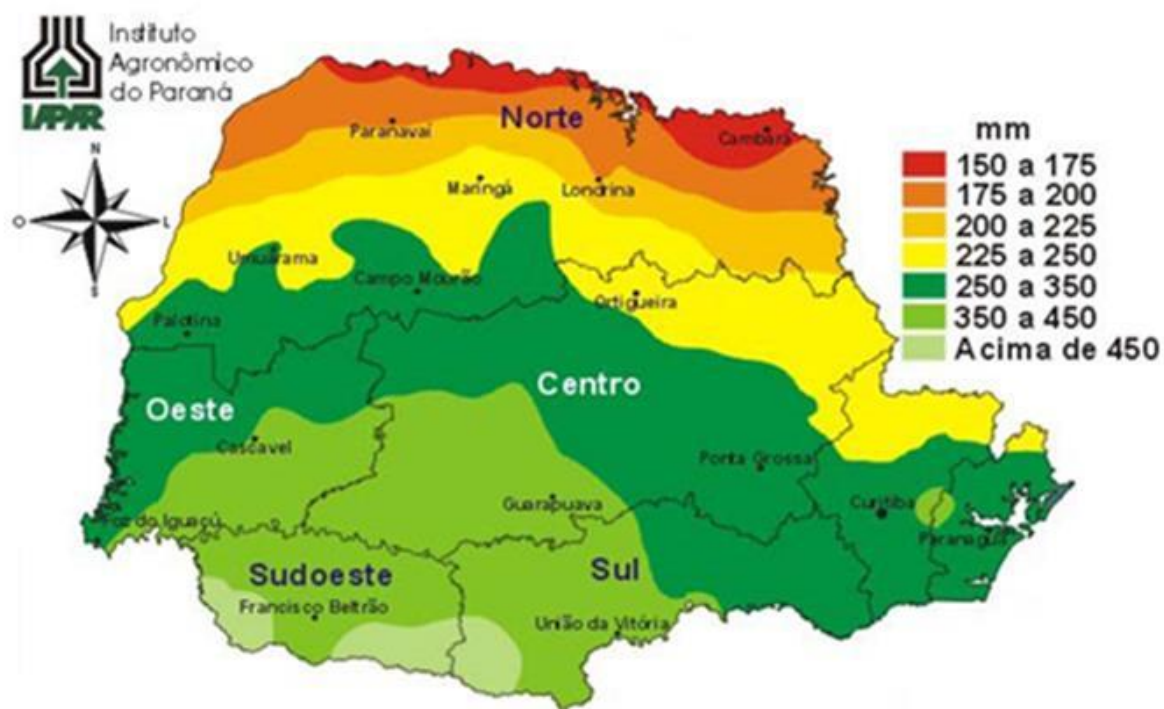 Instituto
Agronômico
do Paraná
IAPAR
N
O
L
S
Norte
Paranavaí
Cambará
Maringá
Londrina
Umuarama
Campo Mourão
Ortigueira
Palotina
Oeste
Centro
Cascavel
Ponta Grossa
Guarapuava
Curitiba
Foz do Iguaçú
Paranaguá
Sudoeste
Sul
Francisco Beltrão
União da Vitória
mm
150 a 175
175 a 200
200 a 225
225 a 250
250 a 350
350 a 450
Acima de 450